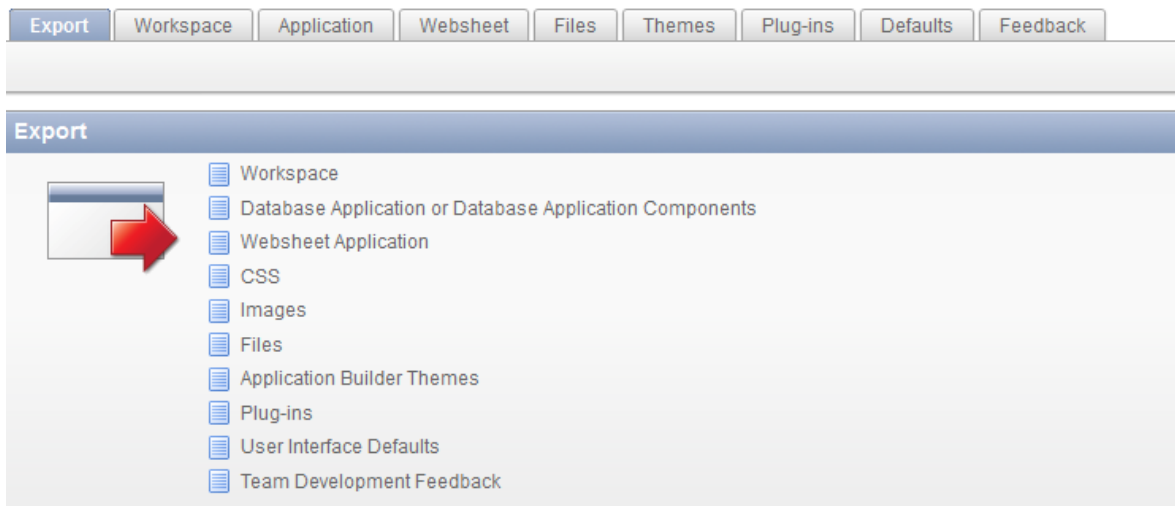 Export Workspace Application Websheet Files Themes Plug-ins Defaults Feedback
Export
Workspace
Database Application or Database Application Components
Websheet Application
CSS
Images
Files
Application Builder Themes
Plug-ins
User Interface Defaults
Team Development Feedback